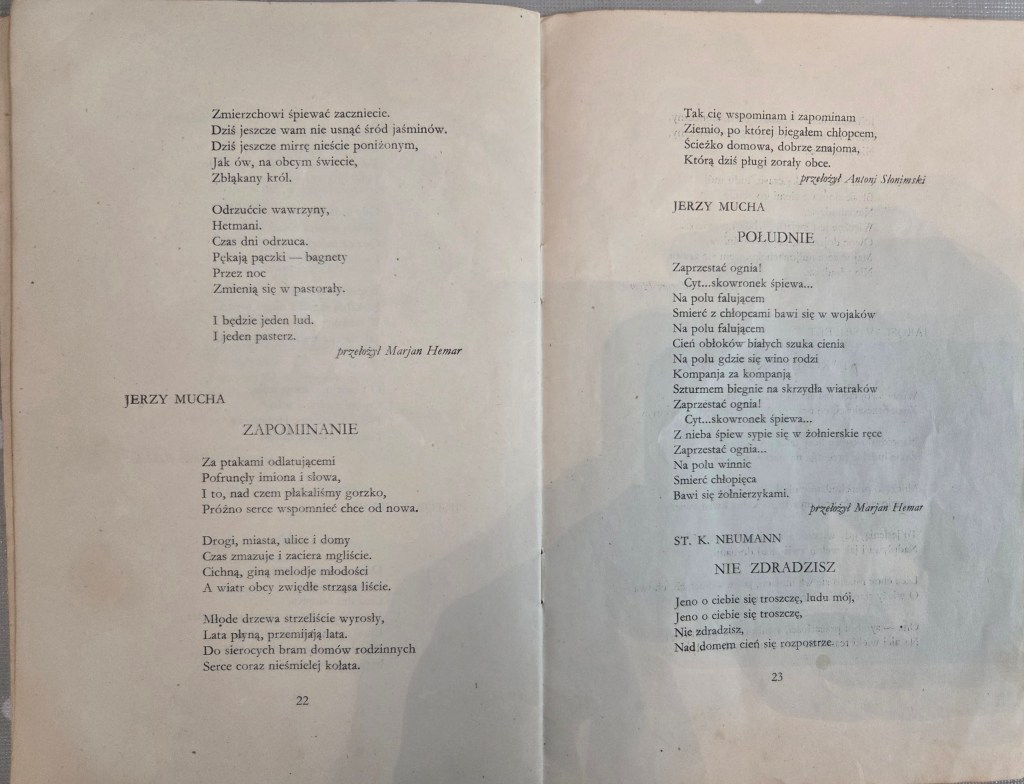 Zmierzchowi śpiewać zaczniecie.
Dziś jeszcze wam nie usnąć śród jaśminów.
Dziś jeszcze mirrę nieście poniżonym,
Jak ów, na obcym świecie,
Zbłąkany król.
Odrzućcie wawrzyny,
Hetmani.
Czas dni odrzuca.
Pękają pączki — bagnety
Przez noc
Zmienią się w pastorały.
I będzie jeden lud.
I jeden pasterz.
przełożył Marjan Hemar
JERZY MUCHA
ZAPOMINANIE
Za ptakami odlatującemi
Pofrunęły imiona i słowa,
I to, nad czem płakaliśmy gorzko,
Próżno serce wspomnieć chce od nowa.
Drogi, miasta, ulice i domy
Czas zmazuje i zaciera mgliście.
Cichną, giną melodje młodości
A wiatr obcy zwiędłe strząsa liście.
Młode drzewa strzeliście wyrosły,
Lata płyną, przemijają lata.
Do sierocych bram domów rodzinnych
Serce coraz nieśmielej kołata.
22
Tak cię wspominam i zapominam
Ziemio, po której biegałem chłopcem,
Ścieżko domowa, dobrze znajoma,
Którą dziś pługi zorały obce.
przełożył Antonj Słonimski
JERZY MUCHA
POŁUDNIE
Zaprzestać ognia!
Cyt...skowronek śpiewa...
Na polu falującem
Smierć z chłopcami bawi się w wojaków
Na polu falującem
Cień obłoków białych szuka cienia
Na polu gdzie się wino rodzi
Kompanja za kompanją
Szturmem biegnie na skrzydła wiatraków
Zaprzestać ognia!
Cyt...skowronek śpiewa...
Z nieba śpiew sypie się w żołnierskie ręce
Zaprzestać ognia...
Na polu winnic
Smierć chłopięca
Bawi się żołnierzykami.
przełożył Marjan Hemar
ST. K. NEUMANN
NIE ZDRADZISZ
Jeno o ciebie się troszczę, ludu mój,
Jeno o ciebie się troszczę,
Nie zdradzisz,
Nad domem cień się rozpostrze.
23